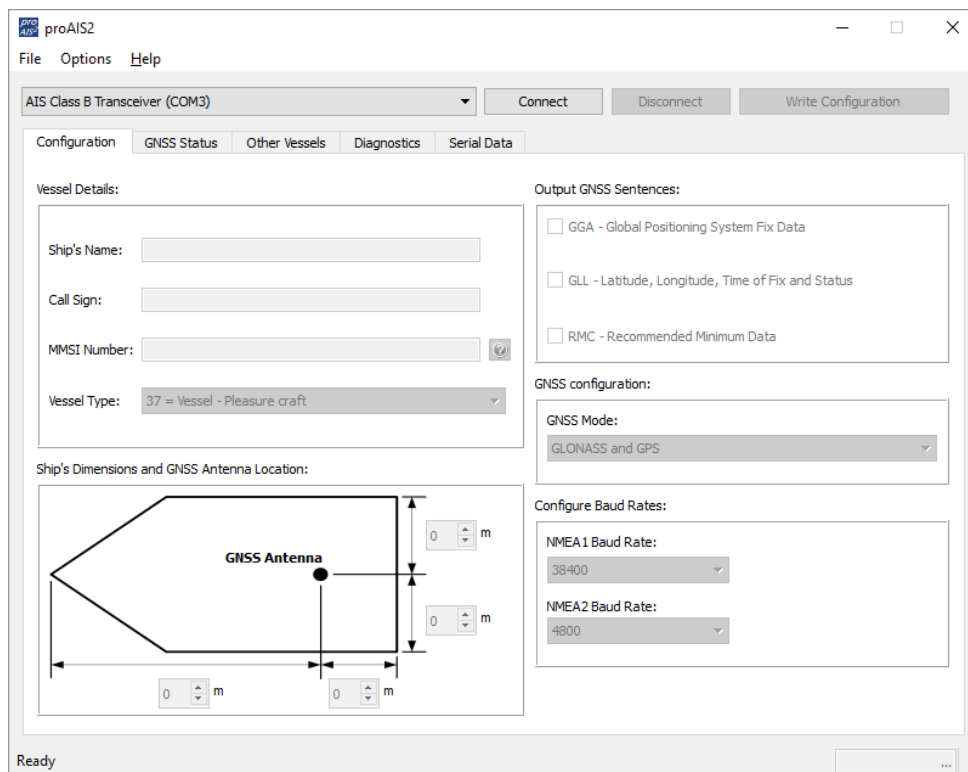 pro AIS2 proAIS2
File Options Help
AIS Class B Transceiver (COM3) Connect Disconnect Write Configuration
Configuration GNSS Status Other Vessels Diagnostics Serial Data
Vessel Details:
Ship's Name:
Call Sign:
MMSI Number: ?
Vessel Type: 37 = Vessel - Pleasure craft
Ship's Dimensions and GNSS Antenna Location:
GNSS Antenna
0 m
0 m
0 m 0 m
Output GNSS Sentences:
GGA - Global Positioning System Fix Data
GLL - Latitude, Longitude, Time of Fix and Status
RMC - Recommended Minimum Data
GNSS configuration:
GNSS Mode:
GLONASS and GPS
Configure Baud Rates:
NMEA1 Baud Rate:
38400
NMEA2 Baud Rate:
4800
Ready ...